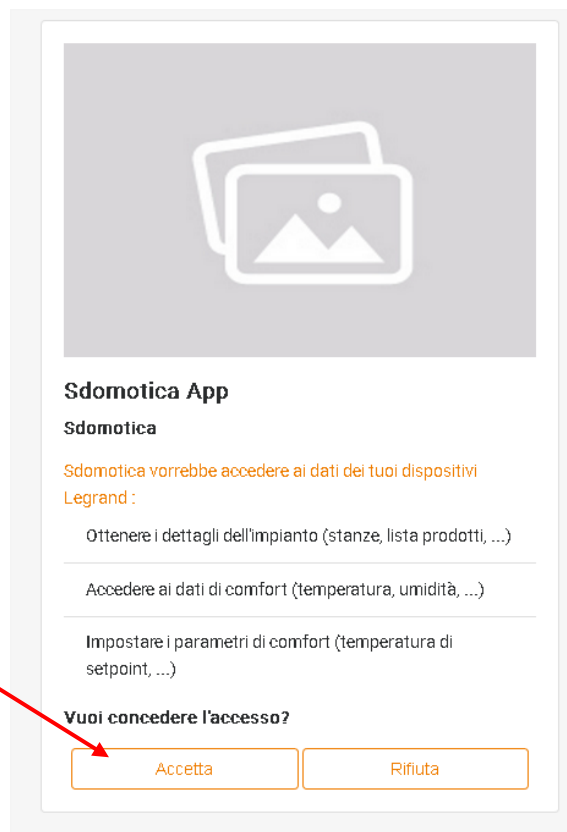 Sdomotica App
Sdomotica
Sdomotica vorrebbe accedere ai dati dei tuoi dispositivi
Legrand :
Ottenere i dettagli dell'impianto (stanze, lista prodotti, ...)
Accedere ai dati di comfort (temperatura, umidità, ...)
Impostare i parametri di comfort (temperatura di
setpoint, ...)
Vuoi concedere l'accesso?
Accetta
Rifiuta